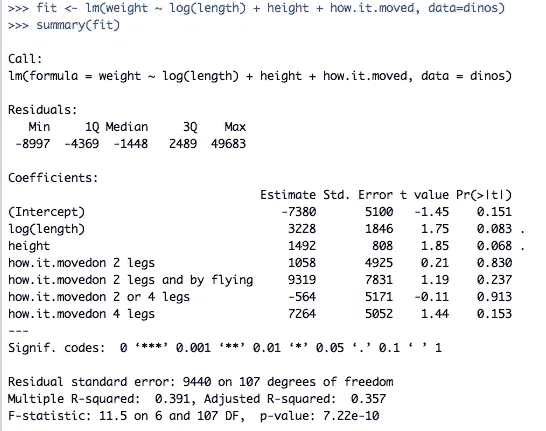 >>> fit <- lm(weight ~ log(length) + height + how.it.moved, data=dinos)
>>> summary(fit)
Call:
lm(formula = weight ~ log(length) + height + how.it.moved, data = dinos)
Residuals:
Min 1Q Median 3Q Max
-8997 -4369 -1448 2489 49683
Coefficients:
Estimate Std. Error t value Pr(>|t|)
(Intercept) -7380 5100 -1.45 0.151
log(length) 3228 1846 1.75 0.083 .
height 1492 808 1.85 0.068 .
how.it.movedon 2 legs 1058 4925 0.21 0.830
how.it.movedon 2 legs and by flying 9319 7831 1.19 0.237
how.it.movedon 2 or 4 legs -564 5171 -0.11 0.913
how.it.movedon 4 legs 7264 5052 1.44 0.153
---
Signif. codes: 0 ‘***’ 0.001 ‘**’ 0.01 ‘*’ 0.05 ‘.’ 0.1 ‘ ’ 1
Residual standard error: 9440 on 107 degrees of freedom
Multiple R-squared: 0.391, Adjusted R-squared: 0.357
F-statistic: 11.5 on 6 and 107 DF, p-value: 7.22e-10